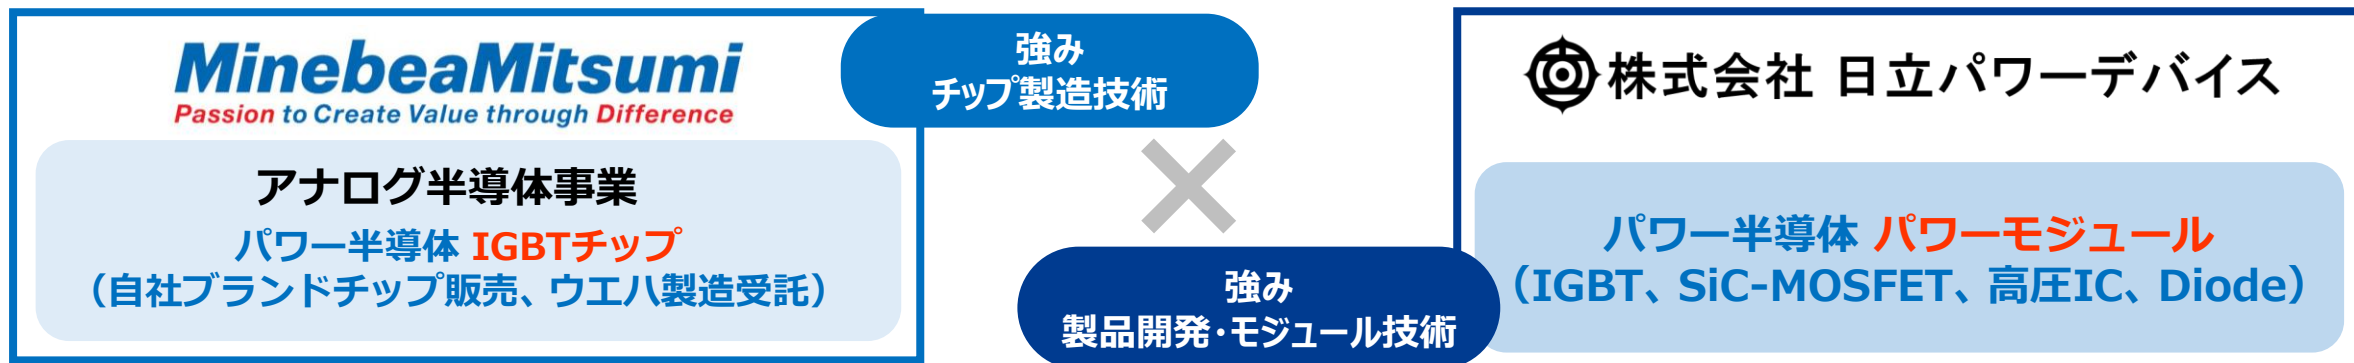 MinebeaMitsumi
Passion to Create Value through Difference
アナログ半導体事業
パワー半導体 IGBTチップ
（自社ブランドチップ販売、ウエハ製造受託）
強み
チップ製造技術
強み
製品開発・モジュール技術
株式会社 日立パワーデバイス
パワー半導体 パワーモジュール
（IGBT、SiC-MOSFET、高圧IC、Diode）